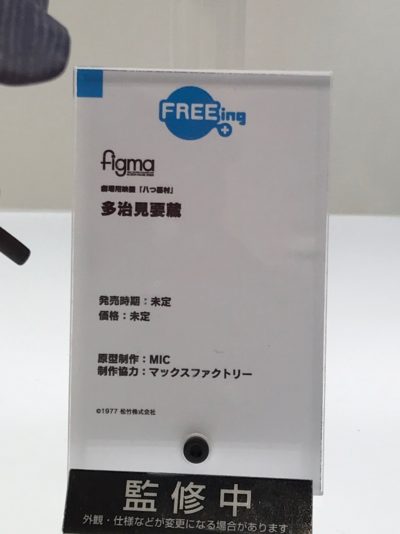 FREEing
figma
劇場用映画「八つ墓村」
多治見要蔵
発売時期：未定
価格：未定
原型制作：MIC
制作協力：マックスファクトリー
©1977 松竹株式会社
監修中
外観・仕様などが変更になる場合があります